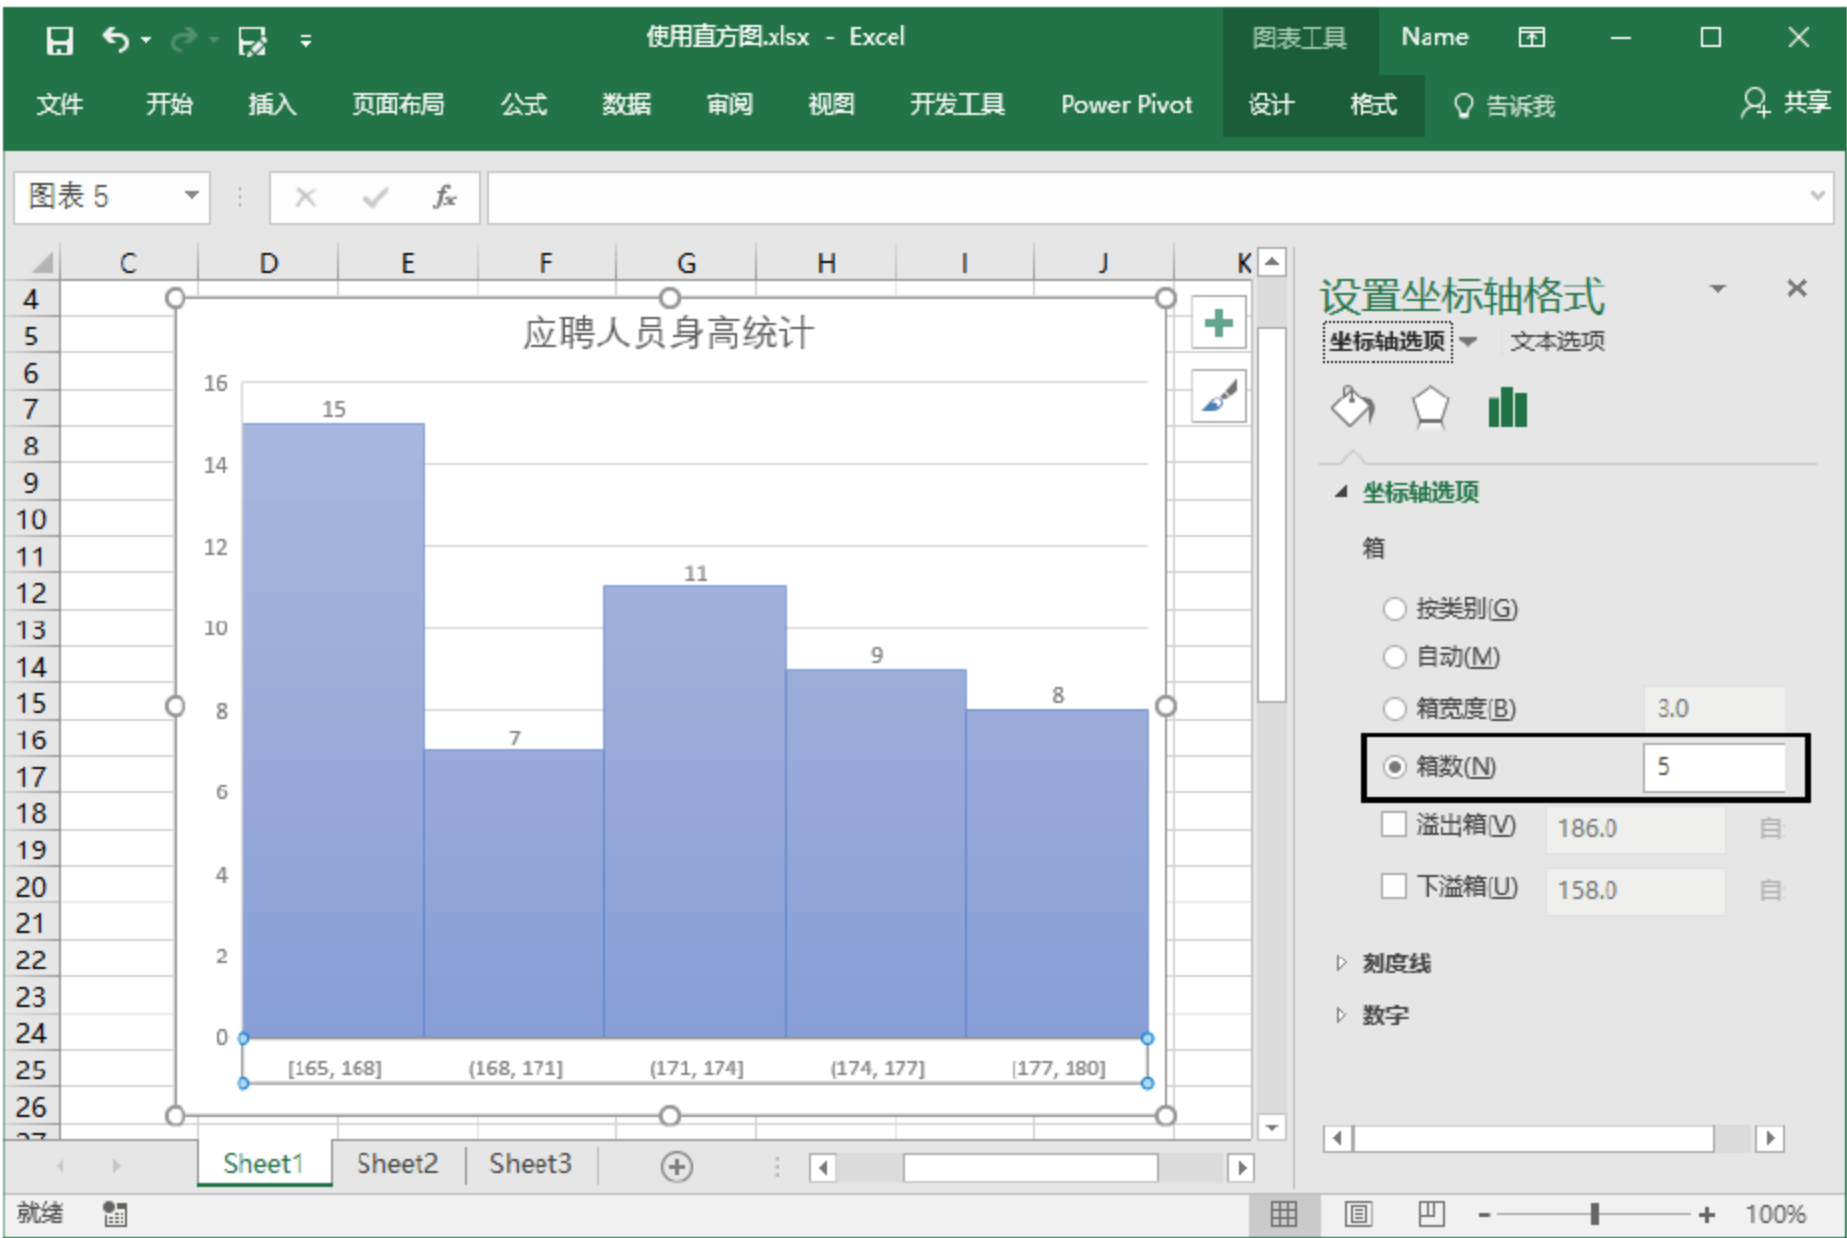 使用直方图.xlsx - Excel
图表工具
Name
文件 开始 插入 页面布局 公式 数据 审阅 视图 开发工具 Power Pivot 设计 格式 告诉我 共享
图表 5
fx
C D E F G H I J K
4
5
6
7
8
9
10
11
12
13
14
15
16
17
18
19
20
21
22
23
24
25
26
27
应聘人员身高统计
16
14
12
10
8
6
4
2
0
15
7
11
9
8
[165, 168] (168, 171] (171, 174] (174, 177] (177, 180]
设置坐标轴格式
坐标轴选项 文本选项
坐标轴选项
箱
按类别(G)
自动(M)
箱宽度(B) 3.0
箱数(N) 5
溢出箱(V) 186.0 自
下溢箱(U) 158.0 自
刻度线
数字
Sheet1 Sheet2 Sheet3
就绪
100%